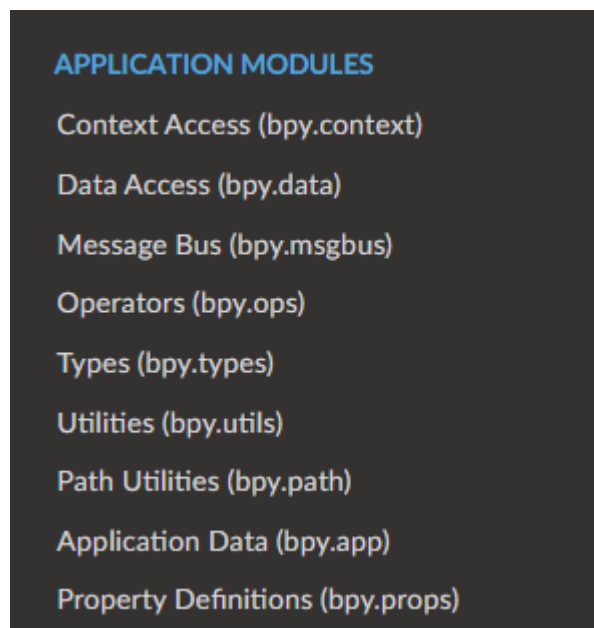 APPLICATION MODULES
Context Access (bpy.context)
Data Access (bpy.data)
Message Bus (bpy.msgbus)
Operators (bpy.ops)
Types (bpy.types)
Utilities (bpy.utils)
Path Utilities (bpy.path)
Application Data (bpy.app)
Property Definitions (bpy.props)